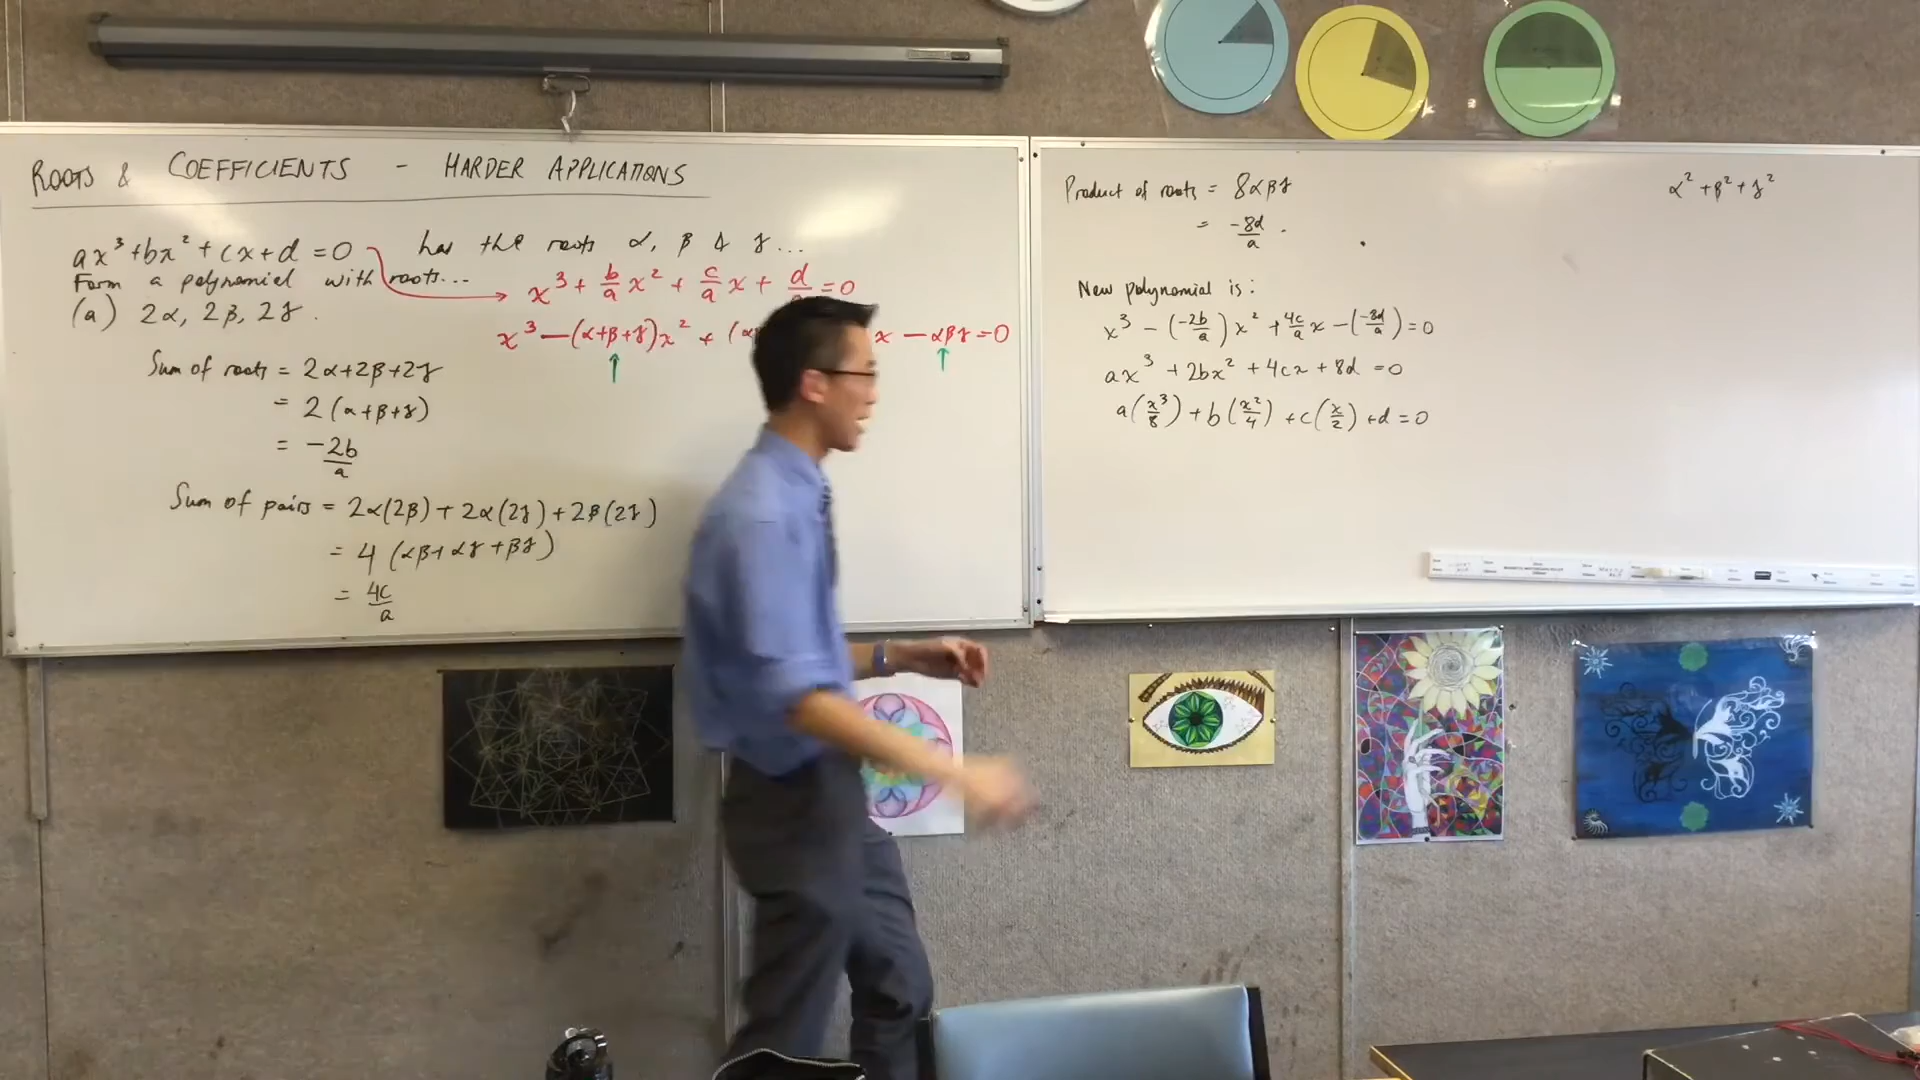 ROOTS & COEFFICIENTS - HARDER APPLICATIONS
ax³+bx²+cx+d=0 has the roots α, β & γ...
Form a polynomial with roots...
x³ + b/a x² + c/a x + d/ =0
(a) 2α, 2β, 2γ.
x³ -(α+β+γ)x² + (α x - αβγ=0
↑ ↑
Sum of roots = 2α+2β+2γ
= 2(α+β+γ)
= -2b/a
Sum of pairs = 2α(2β)+2α(2γ)+2β(2γ)
= 4(αβ+αγ+βγ)
= 4c/a
Product of roots = 8αβγ
= -8d/a.
New polynomial is:
x³ - (-2b/a)x² + 4c/a x - (-8d/a) = 0
ax³ + 2bx² + 4cx + 8d = 0
a(x³/8) + b(x²/4) + c(x/2) + d = 0
α²+β²+γ²